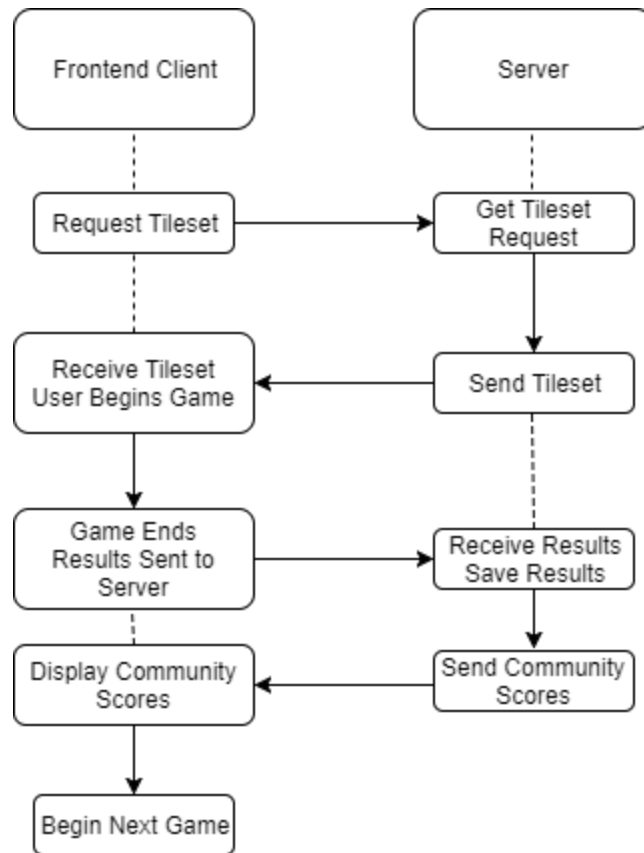 Frontend Client
Server
Request Tileset
Get Tileset
Request
Receive Tileset
User Begins Game
Send Tileset
Game Ends
Results Sent to
Server
Receive Results
Save Results
Display Community
Scores
Send Community
Scores
Begin Next Game